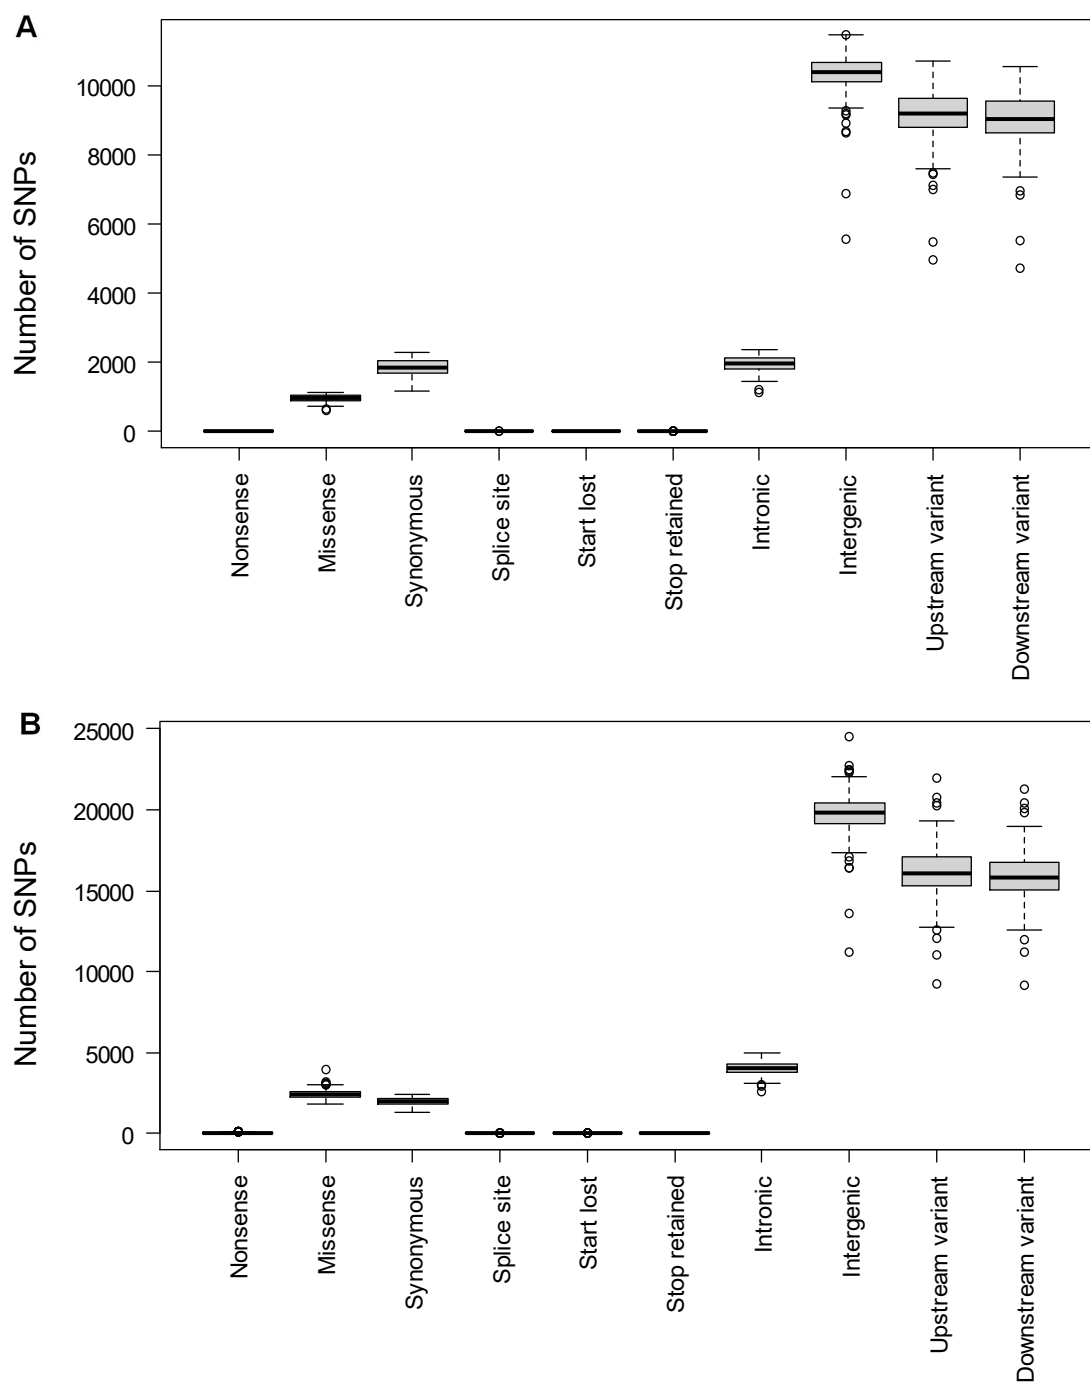 A
Number of SNPs
10000
8000
6000
4000
2000
0
Nonsense
Missense
Synonymous
Splice site
Start lost
Stop retained
Intronic
Intergenic
Upstream variant
Downstream variant
B
Number of SNPs
25000
20000
15000
10000
5000
0
Nonsense
Missense
Synonymous
Splice site
Start lost
Stop retained
Intronic
Intergenic
Upstream variant
Downstream variant